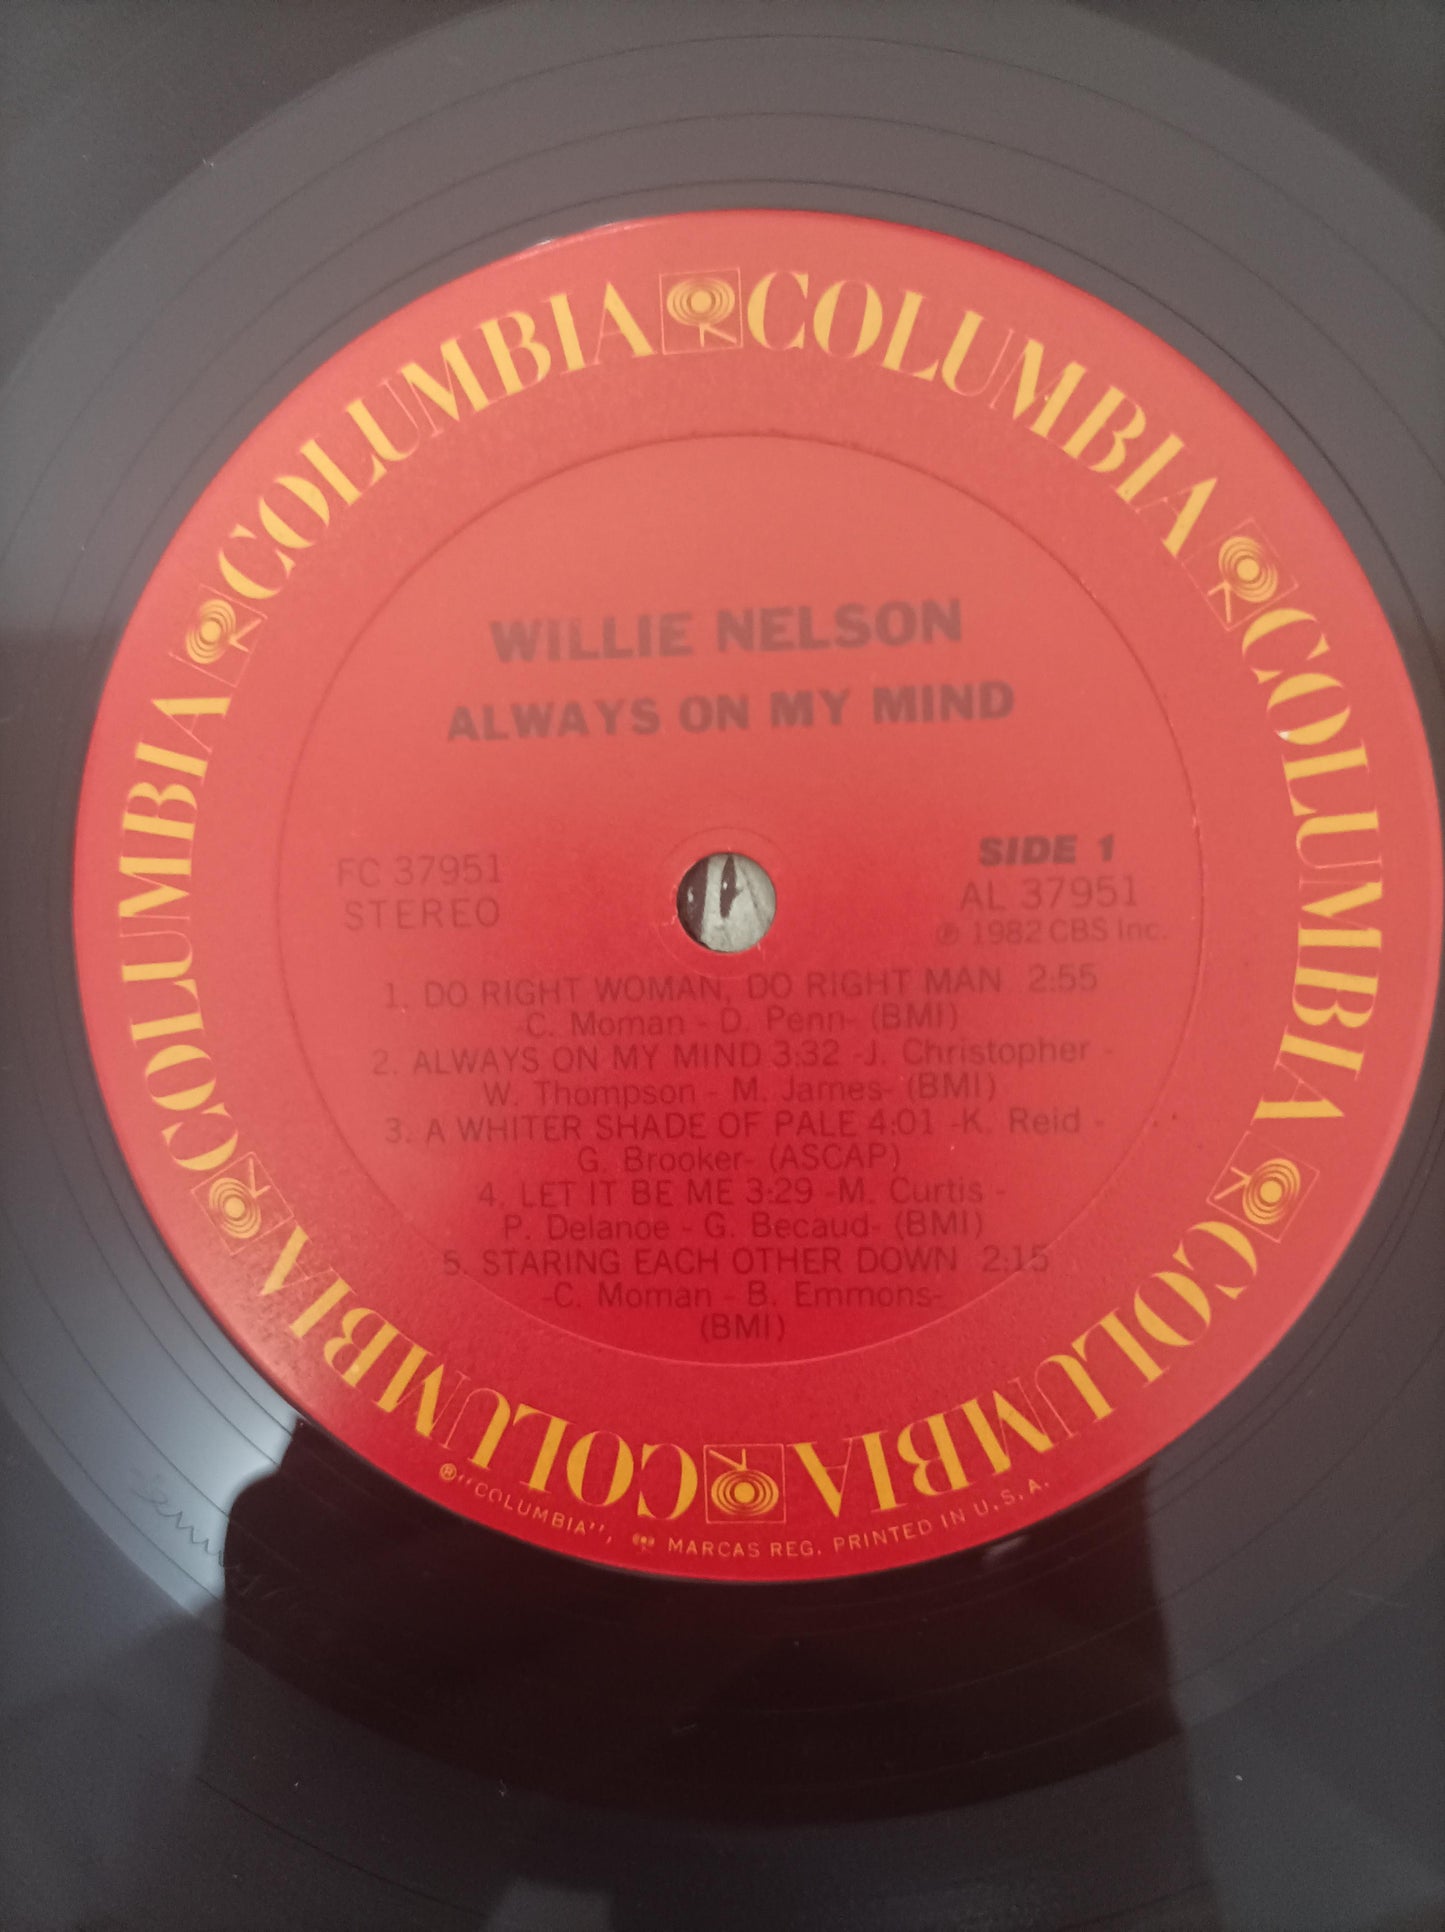 COLUMBIA COLUMBIA COLUMBIA COLUMBIA COLUMBIA COLUMBIA
WILLIE NELSON
ALWAYS ON MY MIND
FC 37951
STEREO
SIDE 1
AL 37951
℗ 1982 CBS Inc.
1. DO RIGHT WOMAN, DO RIGHT MAN 2:55
-C. Moman - D. Penn- (BMI)
2. ALWAYS ON MY MIND 3:32 -J. Christopher -
W. Thompson - M. James- (BMI)
3. A WHITER SHADE OF PALE 4:01 -K. Reid -
G. Brooker- (ASCAP)
4. LET IT BE ME 3:29 -M. Curtis -
P. Delanoe - G. Becaud- (BMI)
5. STARING EACH OTHER DOWN 2:15
-C. Moman - B. Emmons-
(BMI)
®"COLUMBIA", MARCAS REG. PRINTED IN U.S.A.